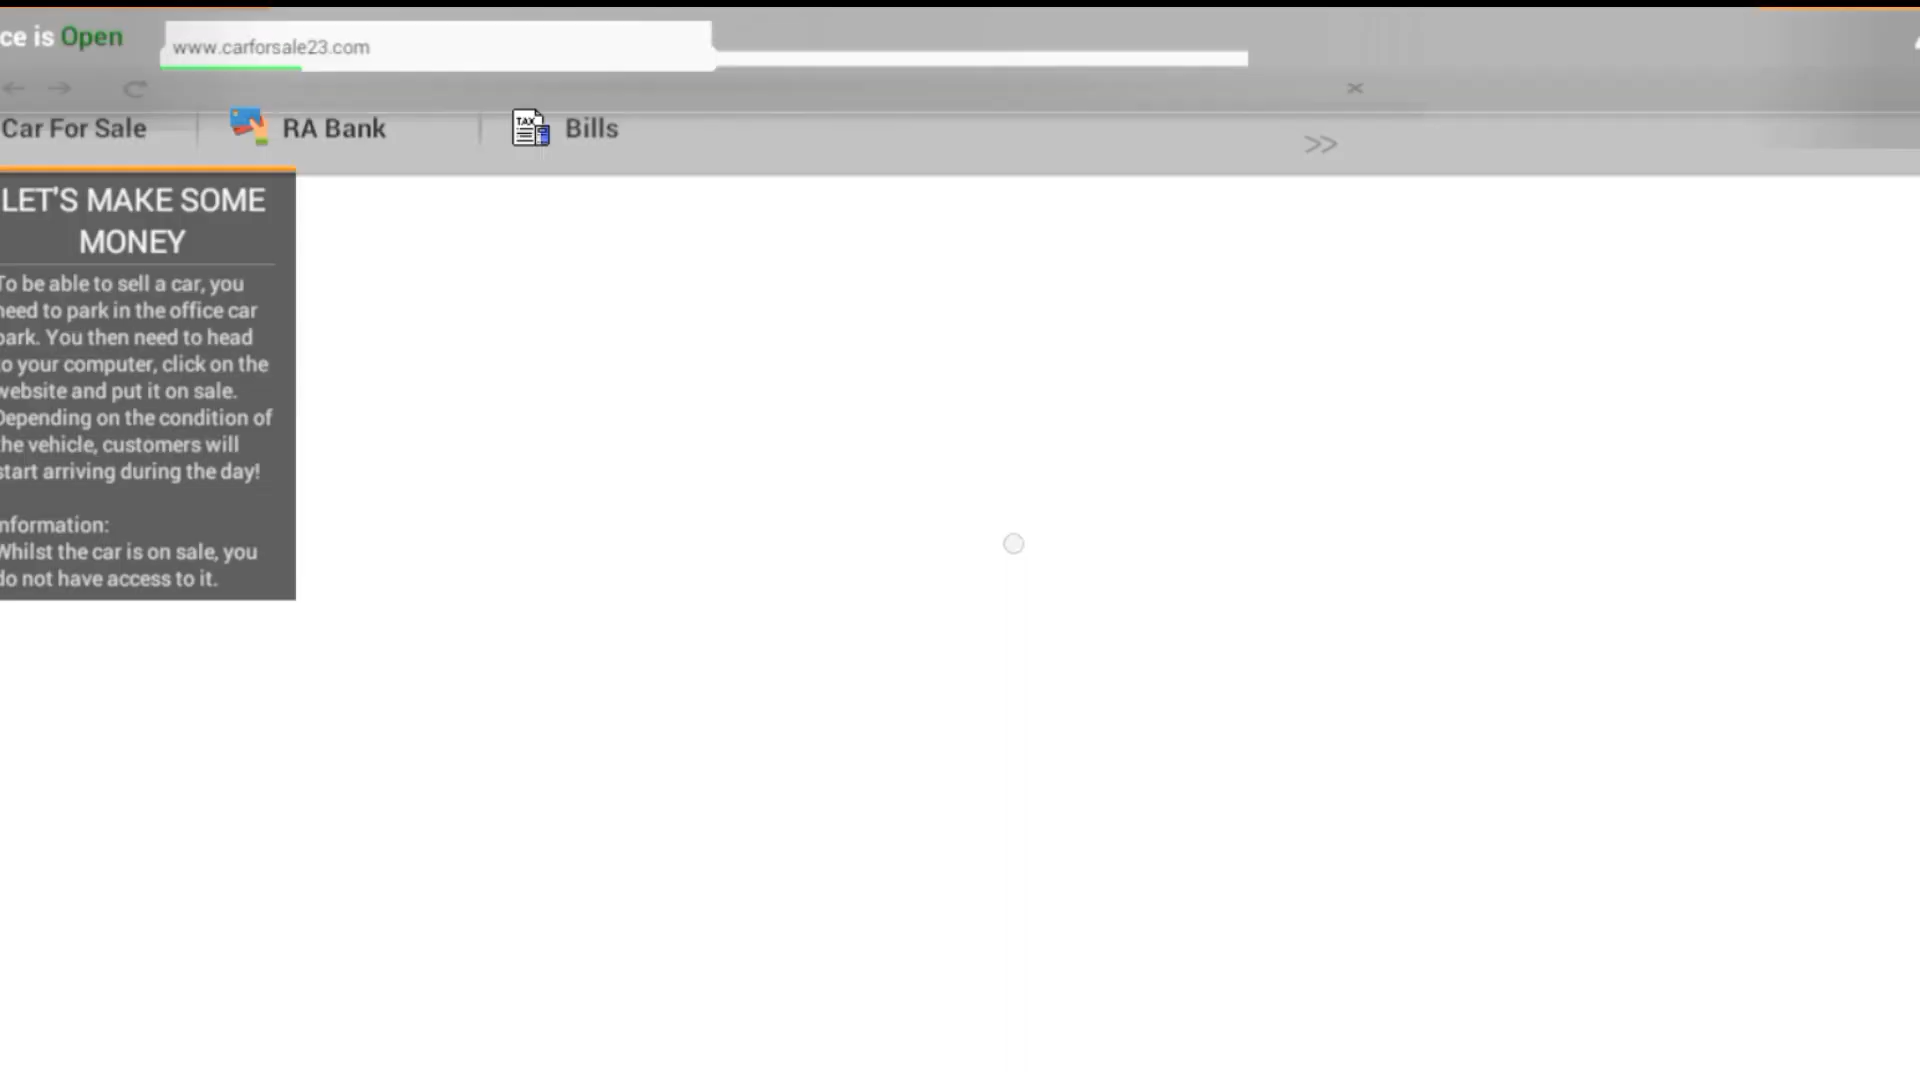 ce is Open
www.carforsale23.com
Car For Sale
RA Bank
TAX
Bills
>>
LET'S MAKE SOME
MONEY
To be able to sell a car, you
need to park in the office car
park. You then need to head
to your computer, click on the
website and put it on sale.
Depending on the condition of
the vehicle, customers will
start arriving during the day!
Information:
Whilst the car is on sale, you
do not have access to it.